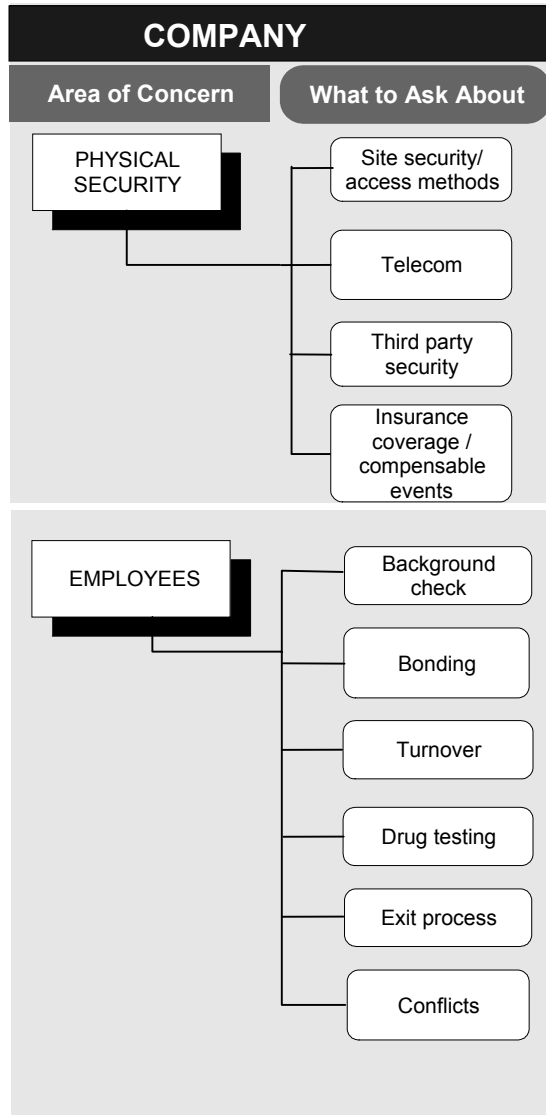 COMPANY
Area of Concern
What to Ask About
PHYSICAL
SECURITY
Site security/
access methods
Telecom
Third party
security
Insurance
coverage /
compensable
events
EMPLOYEES
Background
check
Bonding
Turnover
Drug testing
Exit process
Conflicts